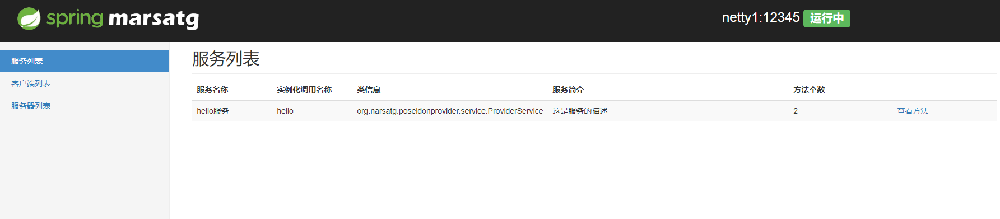 spring marsatg
netty1:12345 运行中
服务列表
客户端列表
服务器列表
服务列表
服务名称 实例化调用名称 类信息 服务简介 方法个数
hello服务 hello org.narsatg.poseidonprovider.service.ProviderService 这是服务的描述 2 查看方法